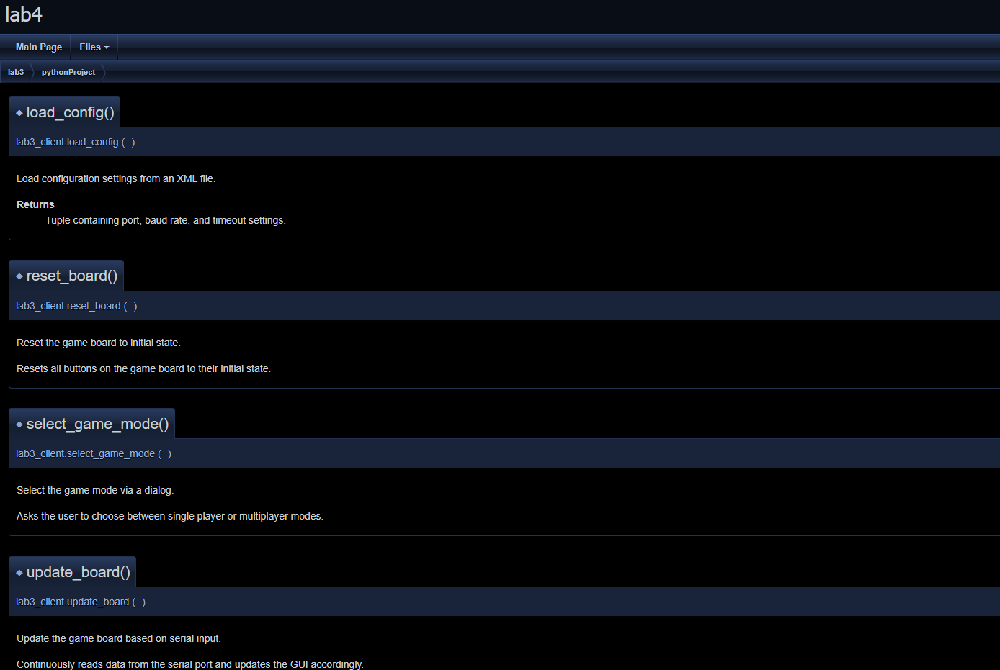 lab4
Main Page Files
lab3 pythonProject
load_config()
lab3_client.load_config ( )
Load configuration settings from an XML file.
Returns
Tuple containing port, baud rate, and timeout settings.
reset_board()
lab3_client.reset_board ( )
Reset the game board to initial state.
Resets all buttons on the game board to their initial state.
select_game_mode()
lab3_client.select_game_mode ( )
Select the game mode via a dialog.
Asks the user to choose between single player or multiplayer modes.
update_board()
lab3_client.update_board ( )
Update the game board based on serial input.
Continuously reads data from the serial port and updates the GUI accordingly.